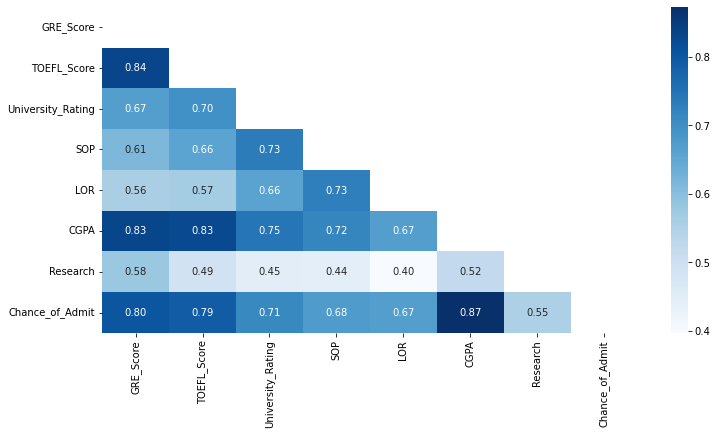 GRE_Score
TOEFL_Score 0.84
University_Rating 0.67 0.70
SOP 0.61 0.66 0.73
LOR 0.56 0.57 0.66 0.73
CGPA 0.83 0.83 0.75 0.72 0.67
Research 0.58 0.49 0.45 0.44 0.40 0.52
Chance_of_Admit 0.80 0.79 0.71 0.68 0.67 0.87 0.55
GRE_Score
TOEFL_Score
University_Rating
SOP
LOR
CGPA
Research
Chance_of_Admit
0.8
0.7
0.6
0.5
0.4